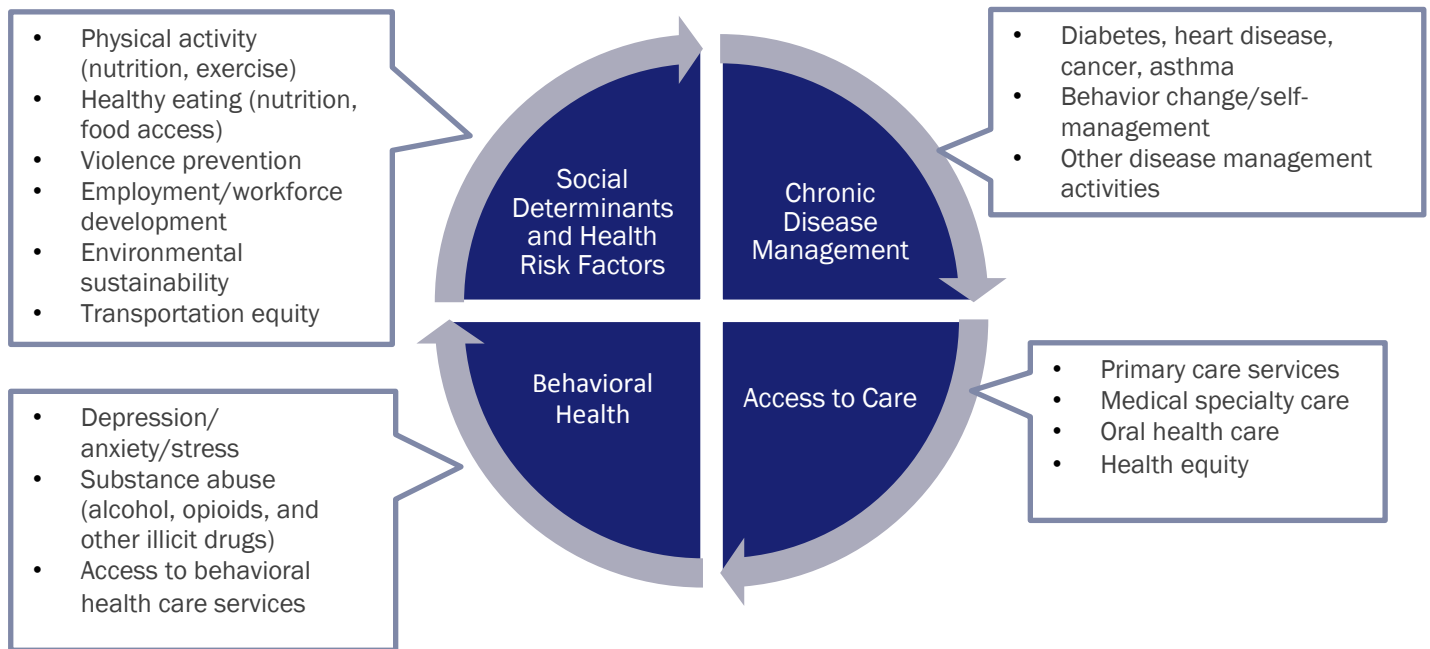 • Physical activity
(nutrition, exercise)
• Healthy eating (nutrition,
food access)
• Violence prevention
• Employment/workforce
development
• Environmental
sustainability
• Transportation equity
Social
Determinants
and Health
Risk Factors
Chronic
Disease
Management
• Diabetes, heart disease,
cancer, asthma
• Behavior change/self-
management
• Other disease management
activities
• Depression/
anxiety/stress
• Substance abuse
(alcohol, opioids, and
other illicit drugs)
• Access to behavioral
health care services
Behavioral
Health
Access to Care
• Primary care services
• Medical specialty care
• Oral health care
• Health equity